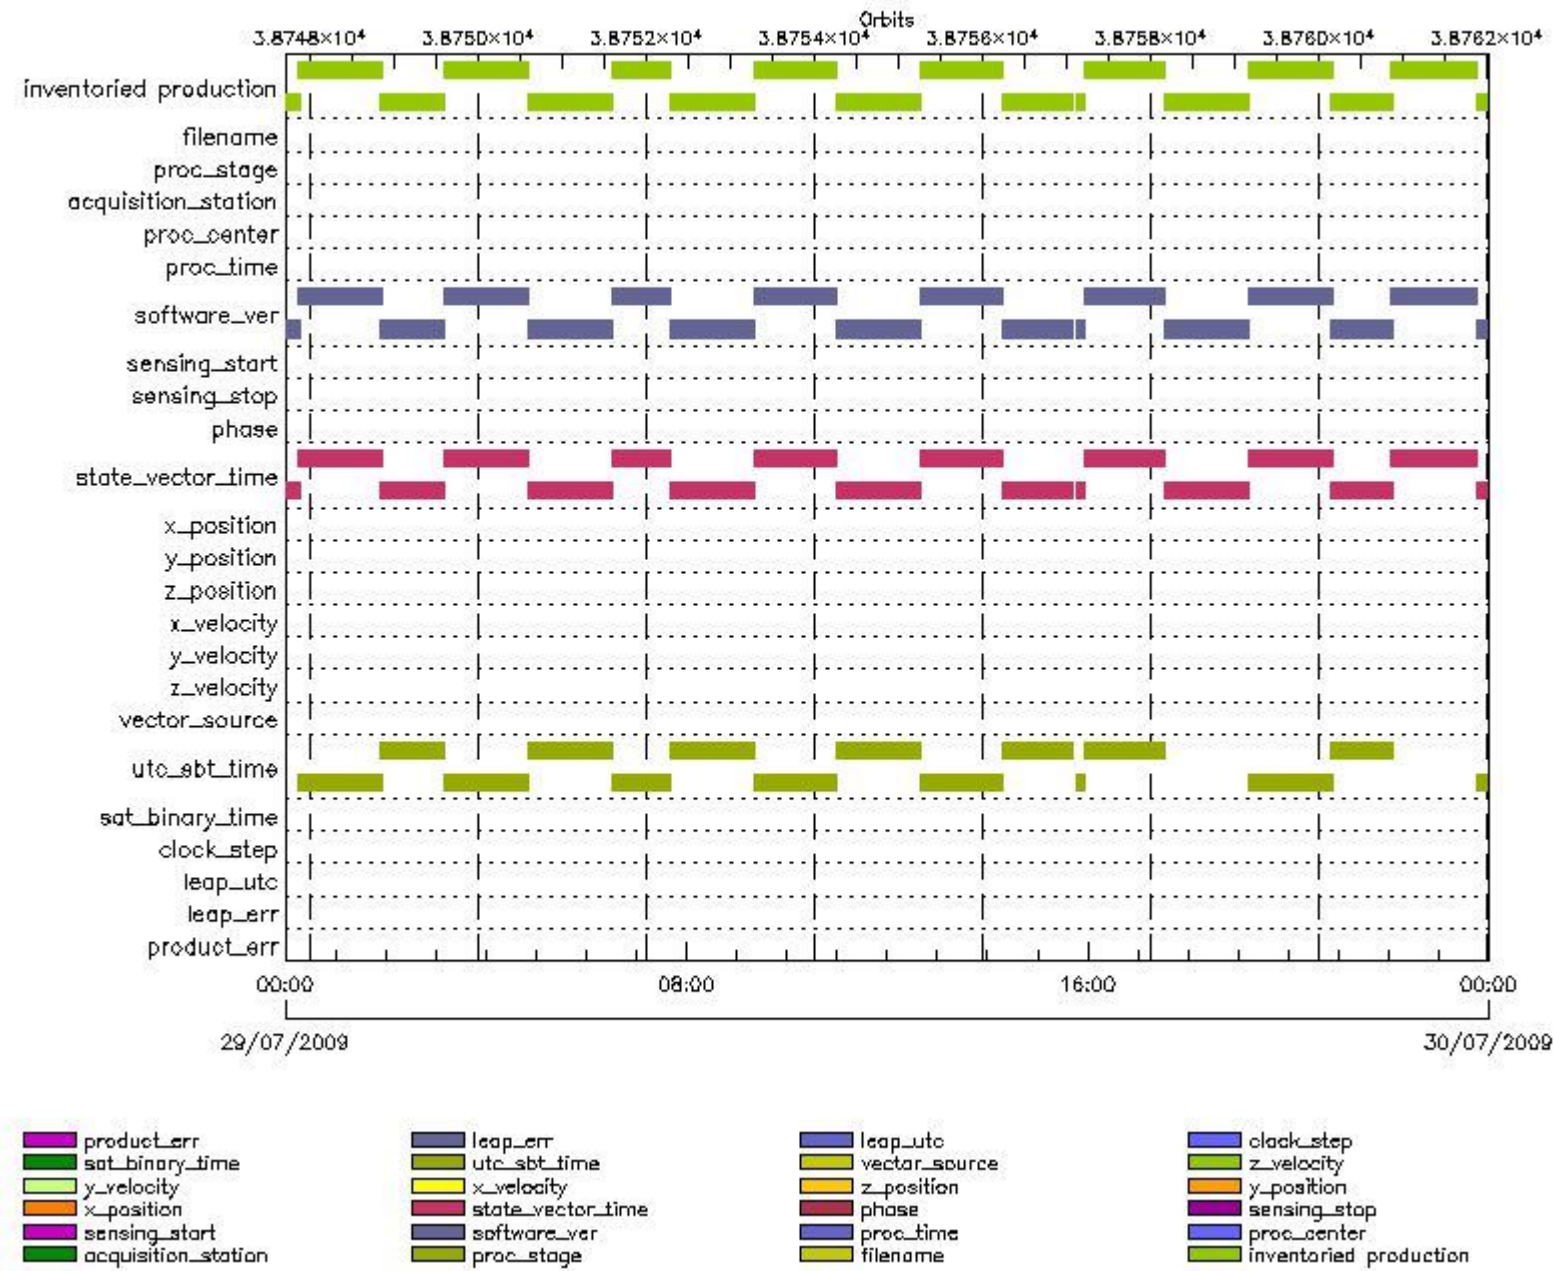 Orbits
3.8748×10⁴ 3.8750×10⁴ 3.8752×10⁴ 3.8754×10⁴ 3.8756×10⁴ 3.8758×10⁴ 3.8760×10⁴ 3.8762×10⁴
inventoried production
filename
proc_stage
acquisition_station
proc_center
proc_time
software_ver
sensing_start
sensing_stop
phase
state_vector_time
x_position
y_position
z_position
x_velocity
y_velocity
z_velocity
vector_source
utc_sbt_time
sat_binary_time
clock_step
leap_utc
leap_err
product_err
00:00 08:00 16:00 00:00
29/07/2009 30/07/2009
product_err leap_err leap_utc clock_step
sat_binary_time utc_sbt_time vector_source z_velocity
y_velocity x_velocity z_position y_position
x_position state_vector_time phase sensing_stop
sensing_start software_ver proc_time proc_center
acquisition_station proc_stage filename inventoried production